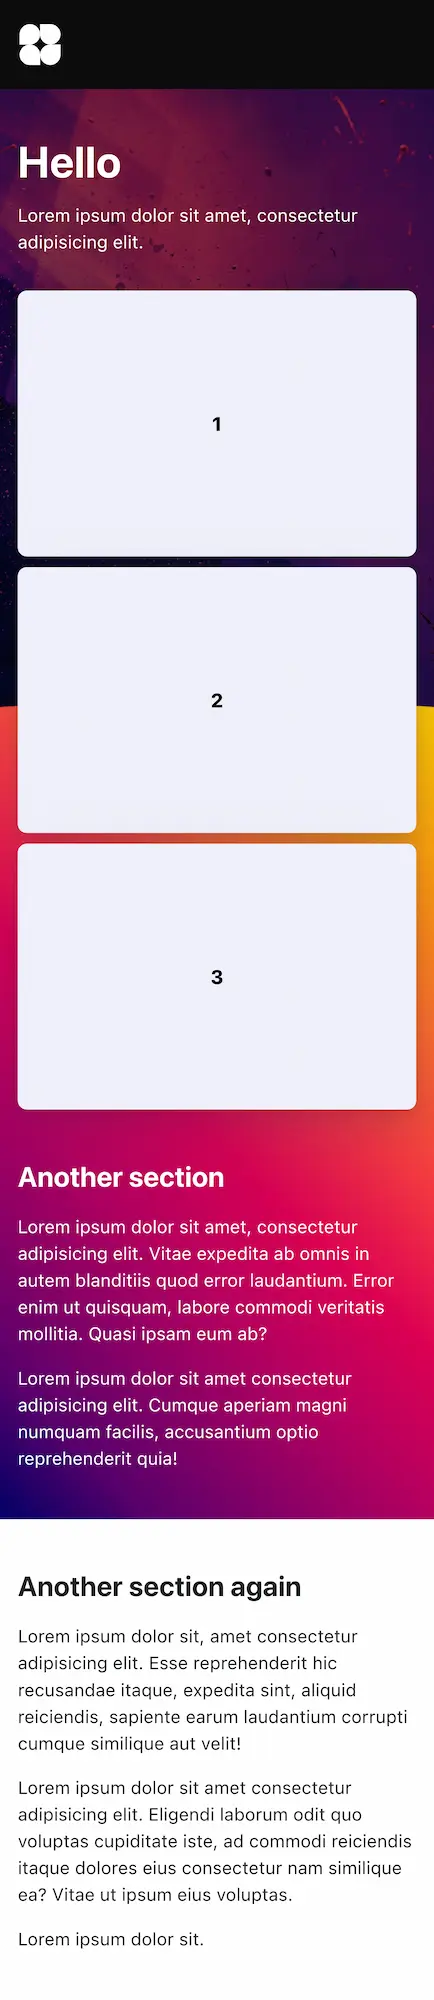 Hello
Lorem ipsum dolor sit amet, consectetur
adipisicing elit.
1
2
3
Another section
Lorem ipsum dolor sit amet, consectetur
adipisicing elit. Vitae expedita ab omnis in
autem blanditiis quod error laudantium. Error
enim ut quisquam, labore commodi veritatis
mollitia. Quasi ipsam eum ab?
Lorem ipsum dolor sit amet consectetur
adipisicing elit. Cumque aperiam magni
numquam facilis, accusantium optio
reprehenderit quia!
Another section again
Lorem ipsum dolor sit, amet consectetur
adipisicing elit. Esse reprehenderit hic
recusandae itaque, expedita sint, aliquid
reiciendis, sapiente earum laudantium corrupti
cumque similique aut velit!
Lorem ipsum dolor sit amet consectetur
adipisicing elit. Eligendi laborum odit quo
voluptas cupiditate iste, ad commodi reiciendis
itaque dolores eius consectetur nam similique
ea? Vitae ut ipsum eius voluptas.
Lorem ipsum dolor sit.